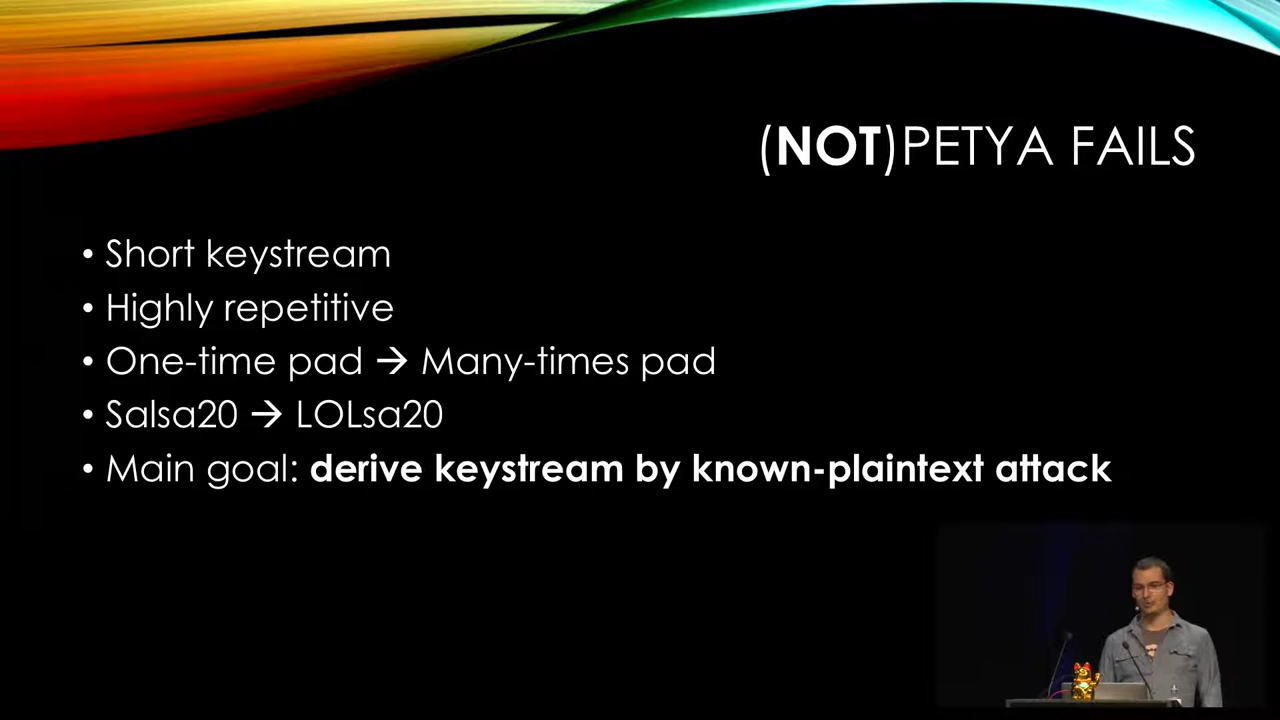 (NOT)PETYA FAILS
• Short keystream
• Highly repetitive
• One-time pad → Many-times pad
• Salsa20 → LOLsa20
• Main goal: derive keystream by known-plaintext attack